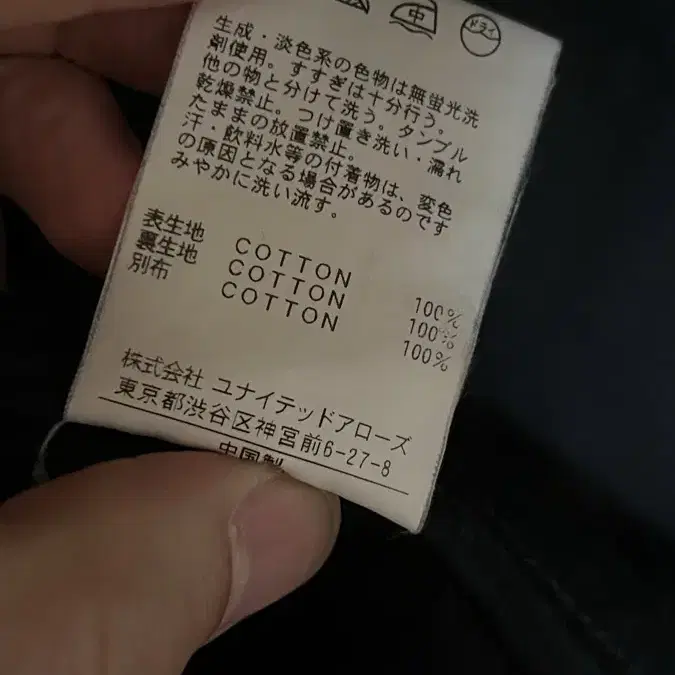 中 ドライ
生成・淡色系の色物は無蛍光洗
剤使用。すすぎは十分行う。
他の物と分けて洗う。タンブル
乾燥禁止。つけ置き洗い・濡れ
たままの放置禁止。
汗・飲料水等の付着物は、変色
の原因となる場合があるのです
みやかに洗い流す。
表生地 COTTON 100%
裏生地 COTTON 100%
別布 COTTON 100%
株式会社 ユナイテッドアローズ
東京都渋谷区神宮前6-27-8
中国製